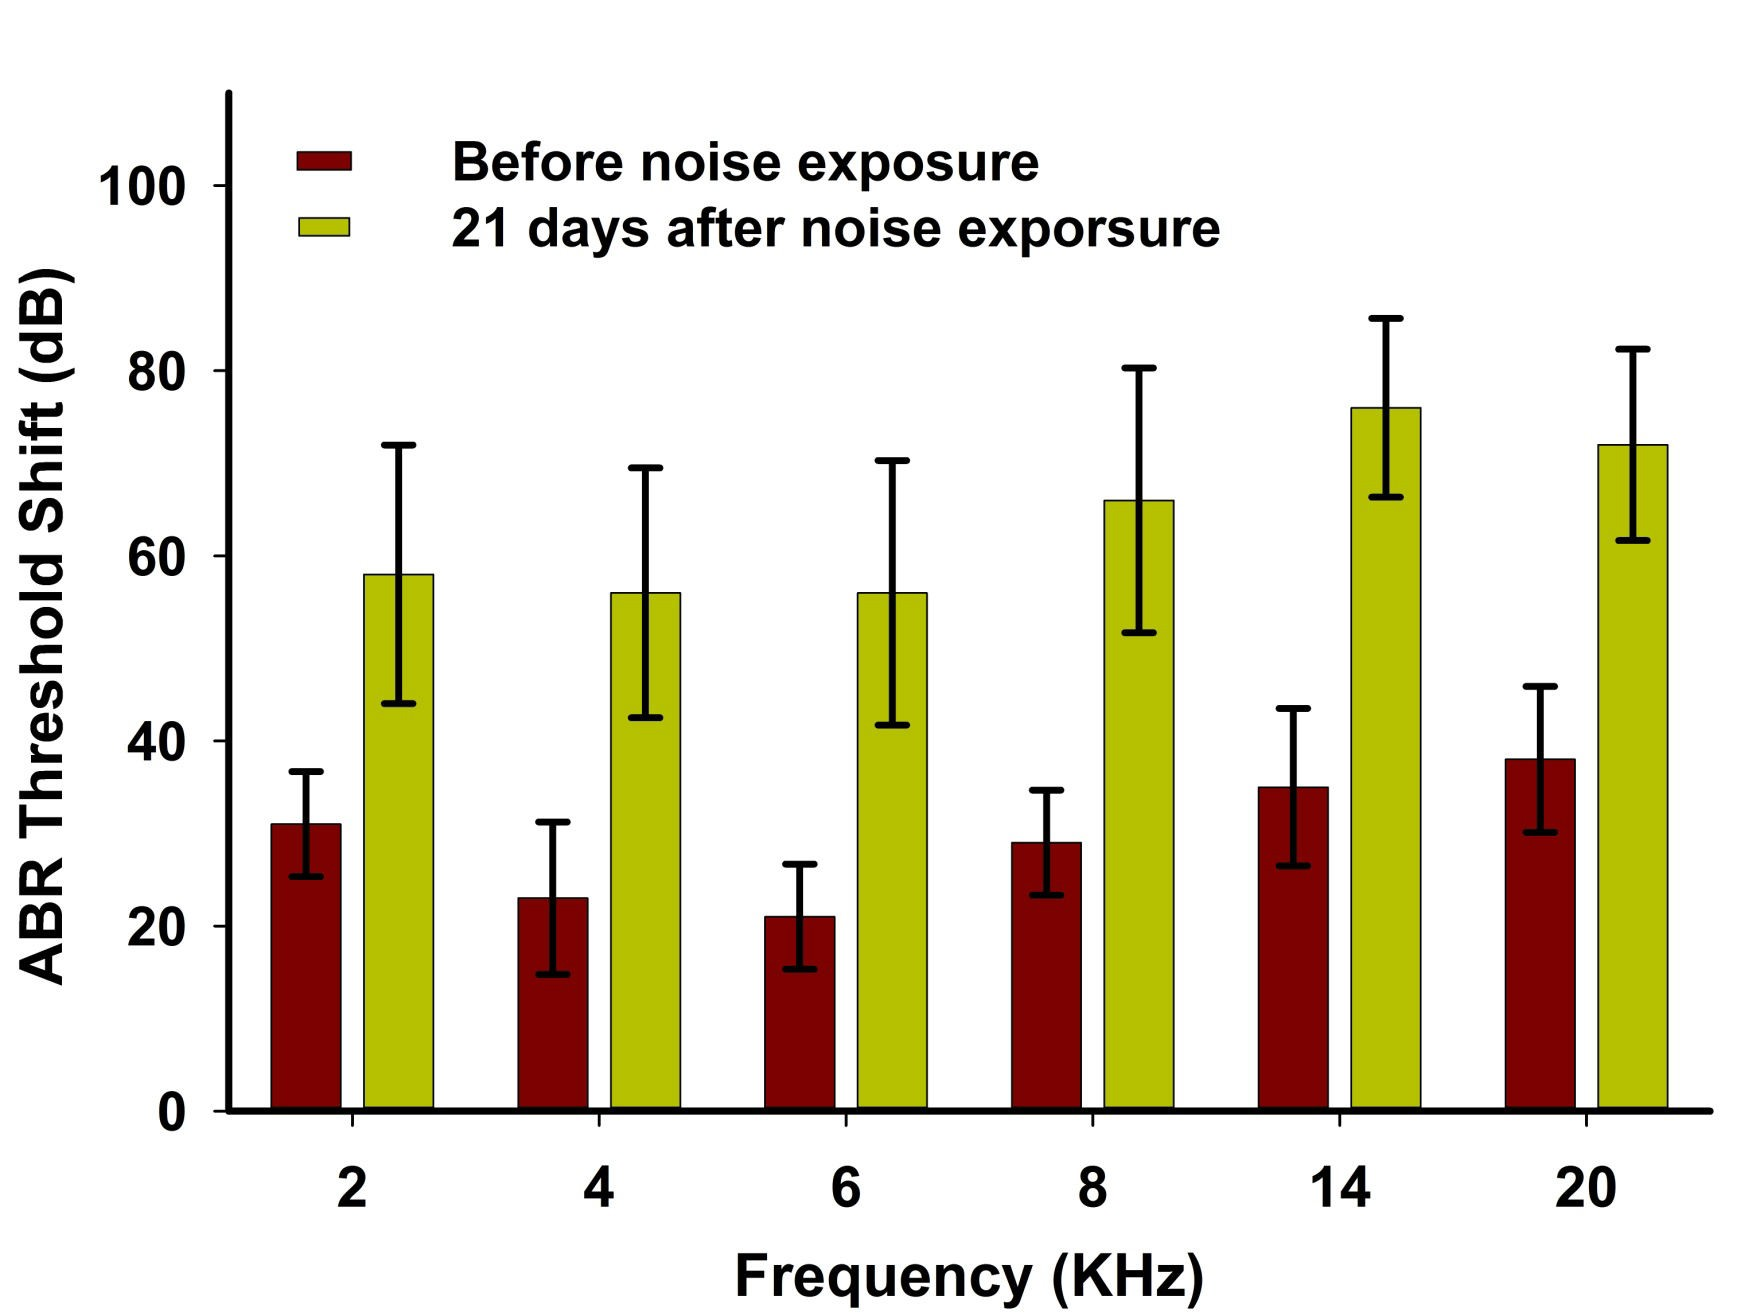 Before noise exposure
21 days after noise exporsure
ABR Threshold Shift (dB)
100
80
60
40
20
0
2 4 6 8 14 20
Frequency (KHz)